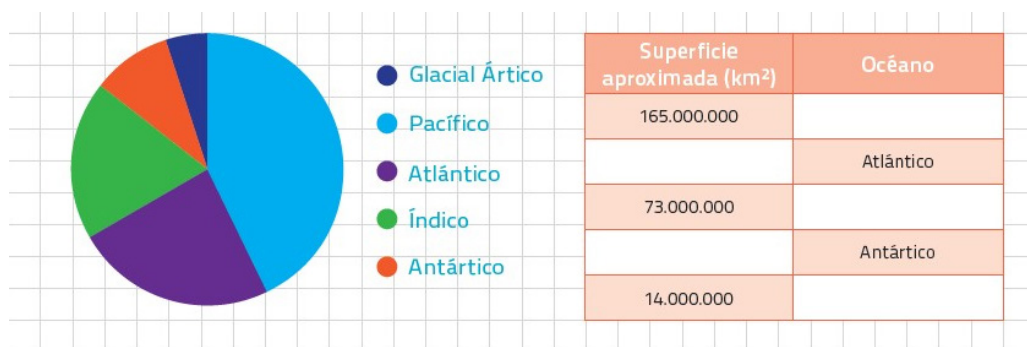 Glacial Ártico
Pacífico
Atlántico
Índico
Antártico
Superficie
aproximada (km²)
Océano
165.000.000
Atlántico
73.000.000
Antártico
14.000.000